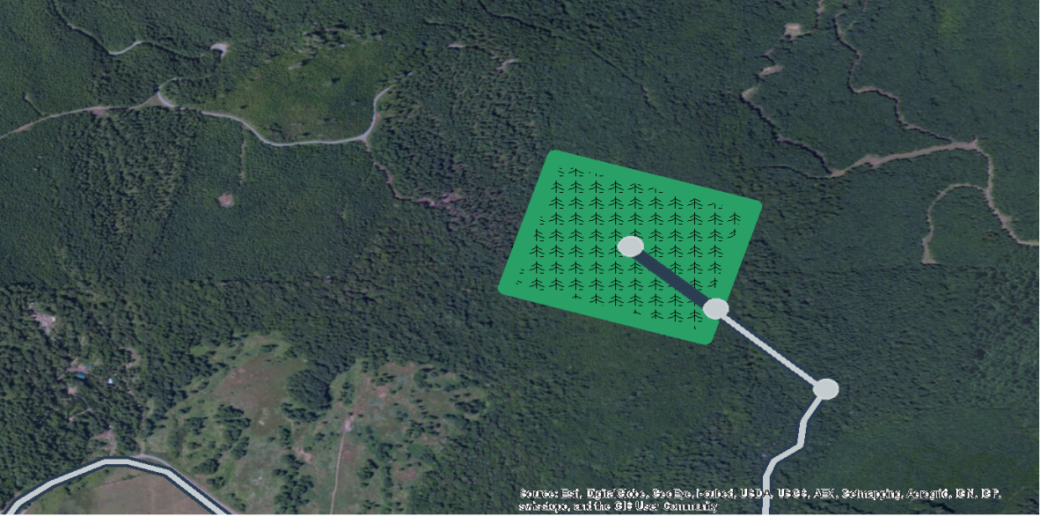 Source: Esri, DigitalGlobe, GeoEye, i-cubed, USDA, USGS, AEX, Getmapping, Aerogrid, IGN, IGP,
swisstopo, and the GIS User Community